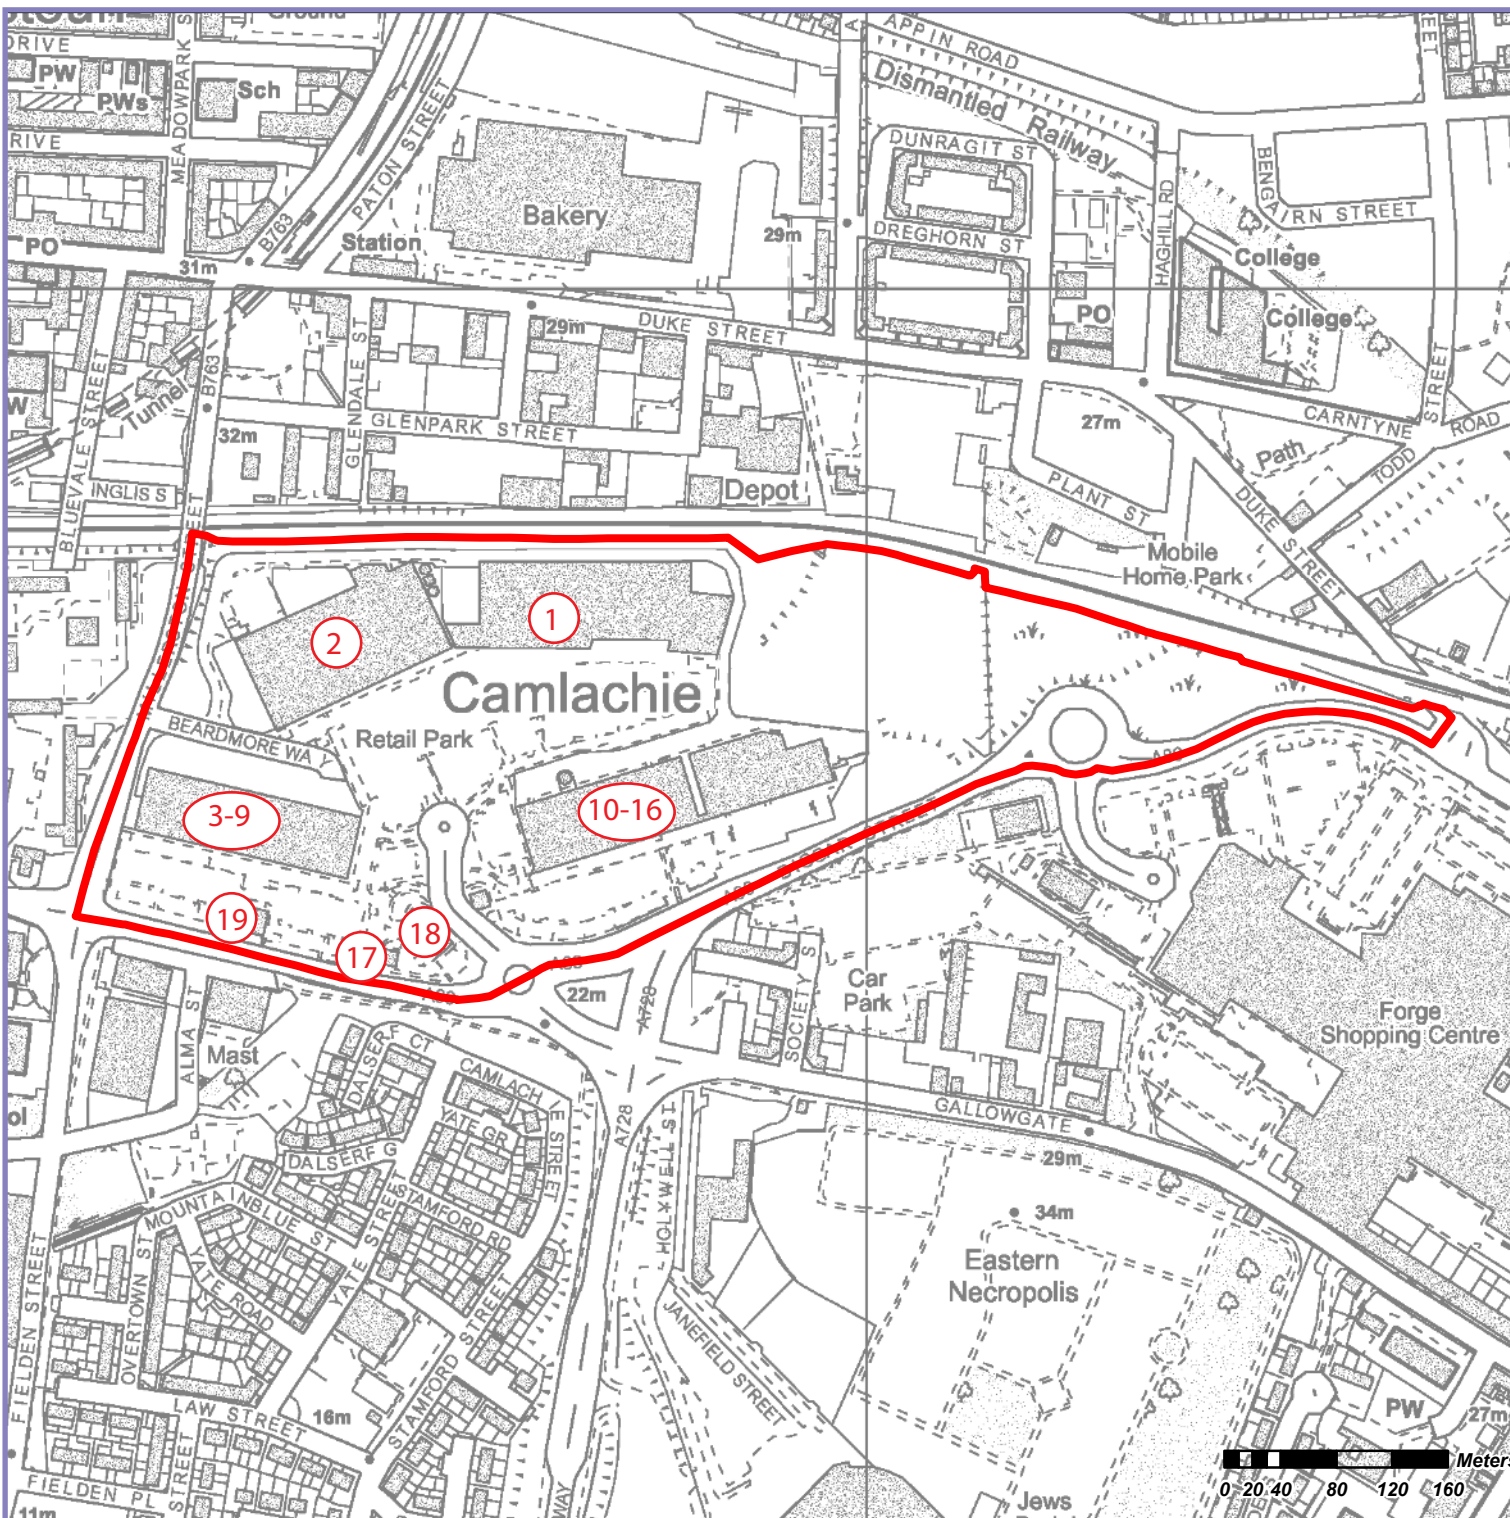 DRIVE
PW
PWs
Sch
Ground
MEADOWPARK S
PATON STREET
APPIN ROAD
Dismantled Railway
DUNRAGIT ST
HAGHILL RD
BENGAIRN STREET
RIVE
Bakery
PO
Station
B763
31m
29m
DREGHORN ST
College
College
PO
29m
DUKE STREET
GLENDALE ST
BLUEVALE STREET
Tunnel
B763
W
32m
GLENPARK STREET
27m
CARNTYNE ROAD
STREET
Path
TODD
INGLIS S
Depot
PLANT ST
DUKE STREET
Mobile
Home Park
1
2
Camlachie
BEARDMORE WAY
Retail Park
3-9
10-16
19
17
18
22m
A728
SOCIETY S
Car
Park
Forge
Shopping Centre
ALMA ST
Mast
DALSERF CT
CAMLACHIE STREET
YATE GR
DALSERF G
A728
HOLYWELL ST
GALLOWGATE
29m
ol
STAMFORD RD
MOUNTAINBLUE ST
YATE STREET
34m
Eastern
Necropolis
FIELDEN STREET
OVERTOWN ST
YATE ROAD
STAMFORD STREET
JANEFIELD STREET
LAW STREET
16m
PW
27m
FIELDEN PL
STREET
11m
WAY
Jews
Meters
0 20 40 80 120 160